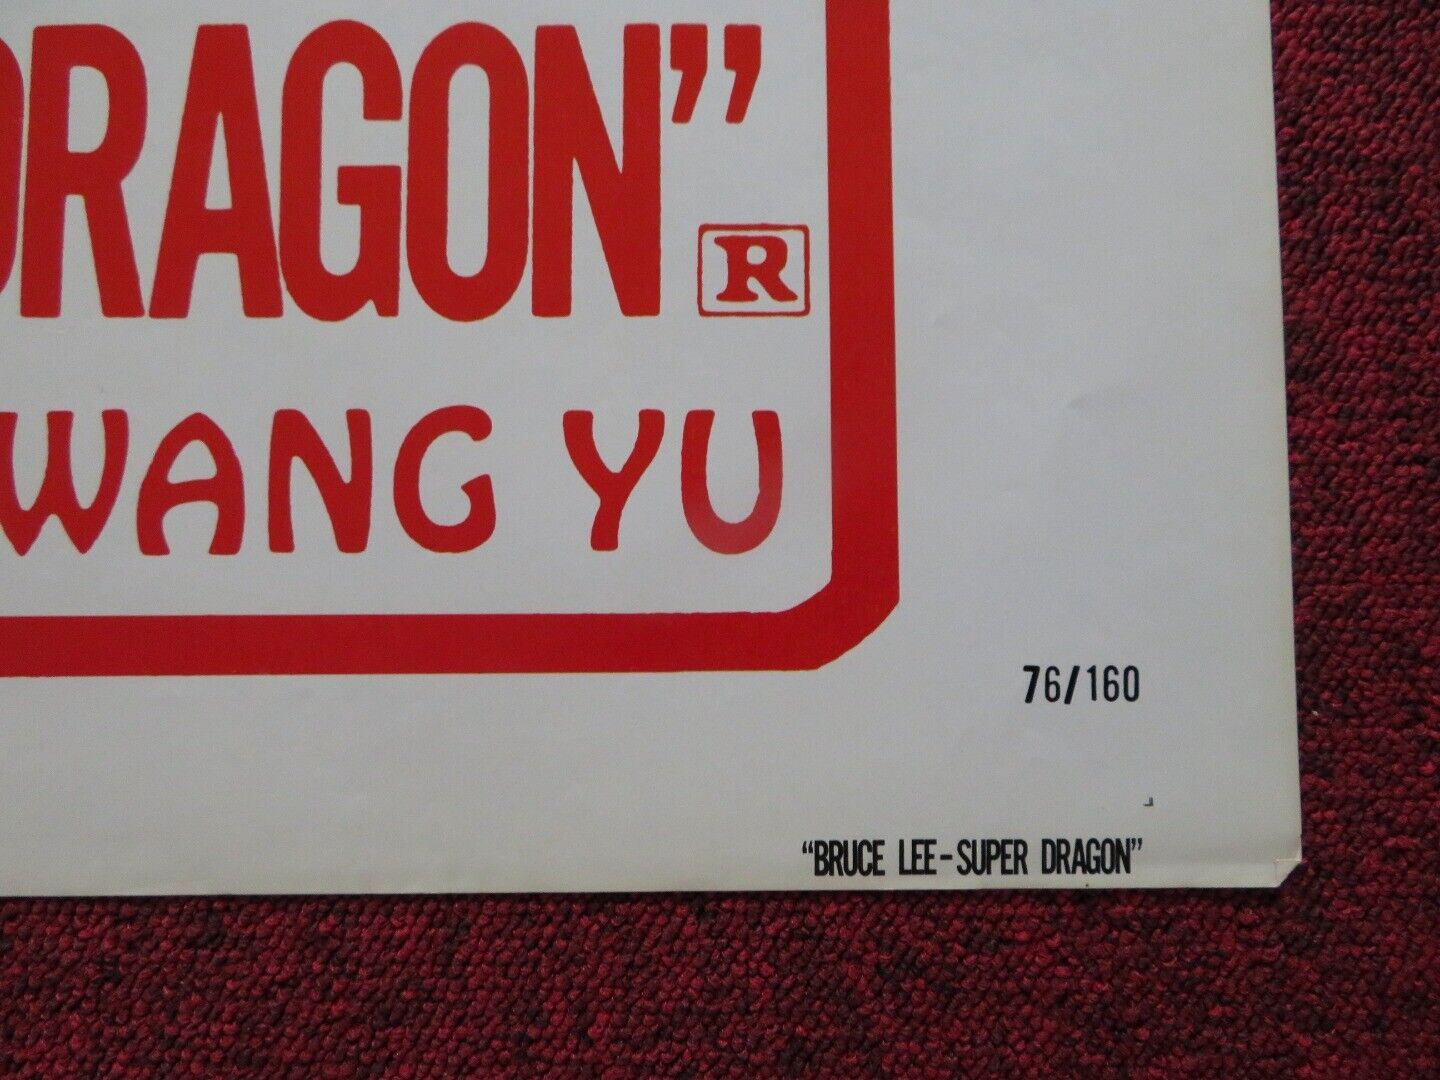 DRAGON”
R
WANG YU
76/160
“BRUCE LEE-SUPER DRAGON”